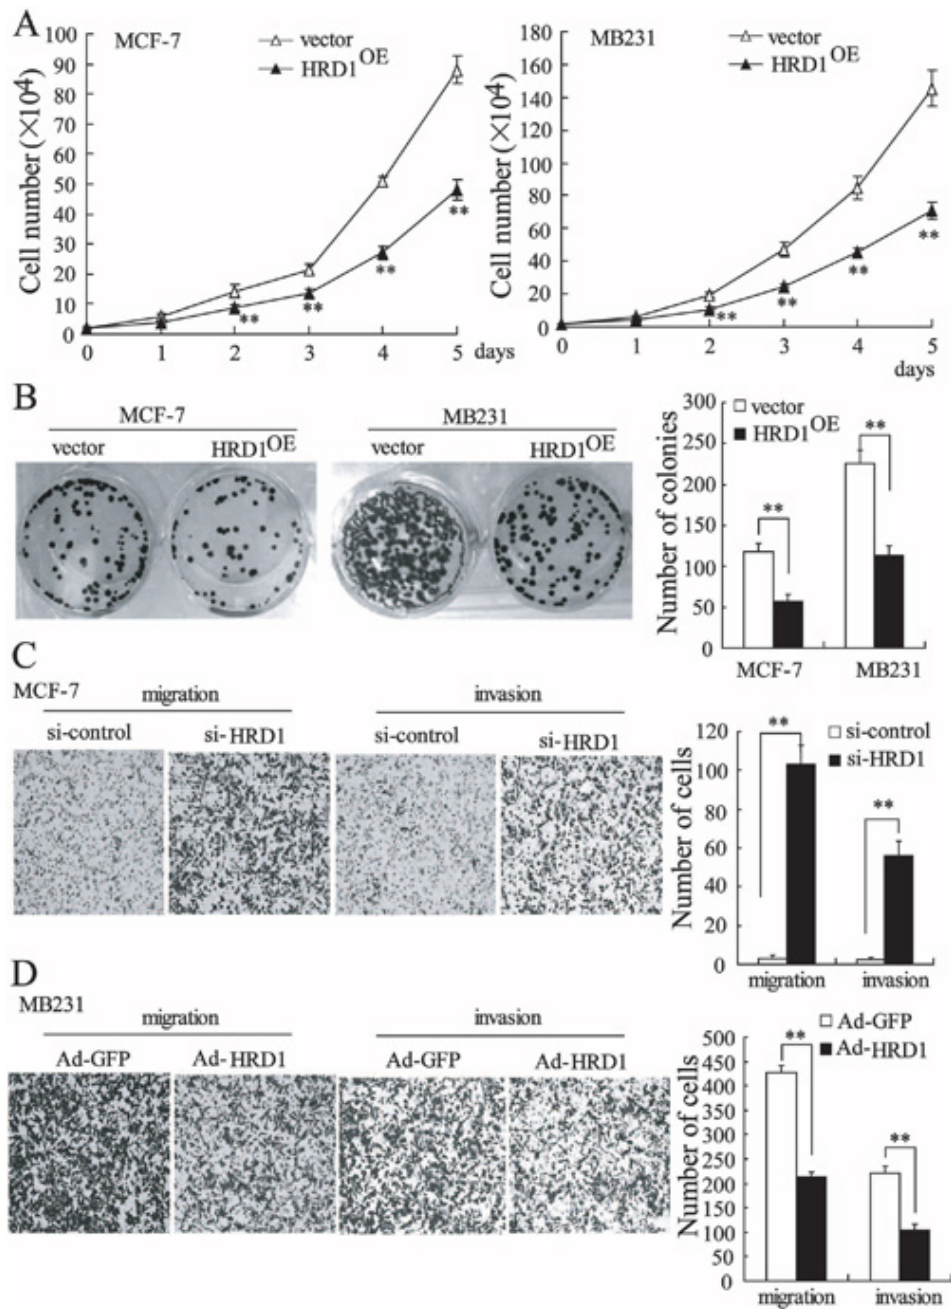 A
MCF-7
vector
HRD1OE
Cell number (×104)
100
90
80
70
60
50
40
30
20
10
0
0 1 2 3 4 5 days
** ** ** **
MB231
vector
HRD1OE
Cell number (×104)
180
160
140
120
100
80
60
40
20
0
0 1 2 3 4 5
days
** ** ** **
B
MCF-7
vector HRD1OE
MB231
vector HRD1OE
vector
HRD1OE
Number of colonies
300
250
200
150
100
50
0
** **
MCF-7 MB231
C
MCF-7
migration
invasion
si-control si-HRD1 si-control si-HRD1
si-control
si-HRD1
Number of cells
120
100
80
60
40
20
0
** **
migration invasion
D
MB231
migration
invasion
Ad-GFP Ad-HRD1 Ad-GFP Ad-HRD1
Ad-GFP
Ad-HRD1
Number of cells
500
450
400
350
300
250
200
150
100
50
0
** **
migration invasion